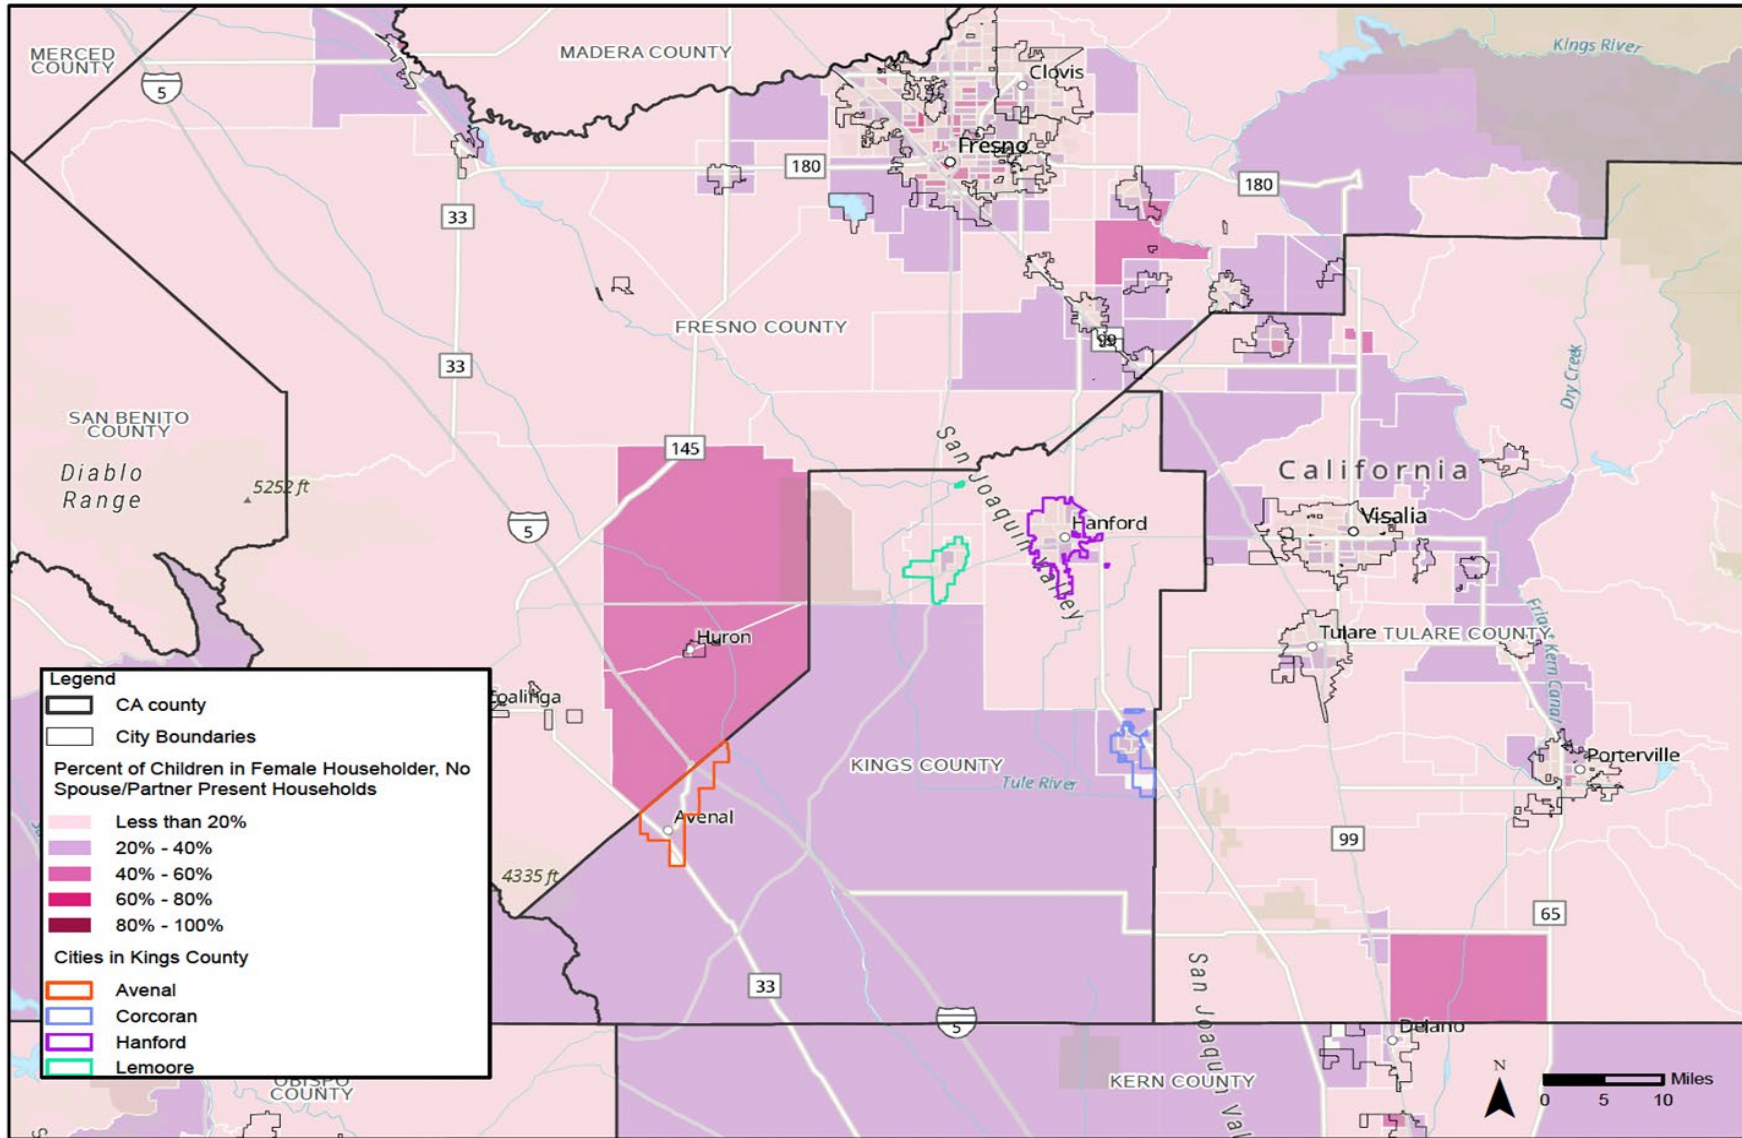 MERCED
COUNTY
MADERA COUNTY
Kings River
5
Clovis
Fresno
180
180
33
FRESNO COUNTY
99
33
Dry Creek
SAN BENITO
COUNTY
Diablo
Range
5252 ft
145
San Joaquin Valley
California
5
Hanford
Visalia
Huron
Tulare
TULARE COUNTY
Friant Kern Canal
oalinga
KINGS COUNTY
Tule River
Porterville
Avenal
99
4335 ft
65
33
San Joaquin Val
5
Delano
OBISPO
COUNTY
KERN COUNTY
Legend
CA county
City Boundaries
Percent of Children in Female Householder, No
Spouse/Partner Present Households
Less than 20%
20% - 40%
40% - 60%
60% - 80%
80% - 100%
Cities in Kings County
Avenal
Corcoran
Hanford
Lemoore
N
Miles
0 5 10